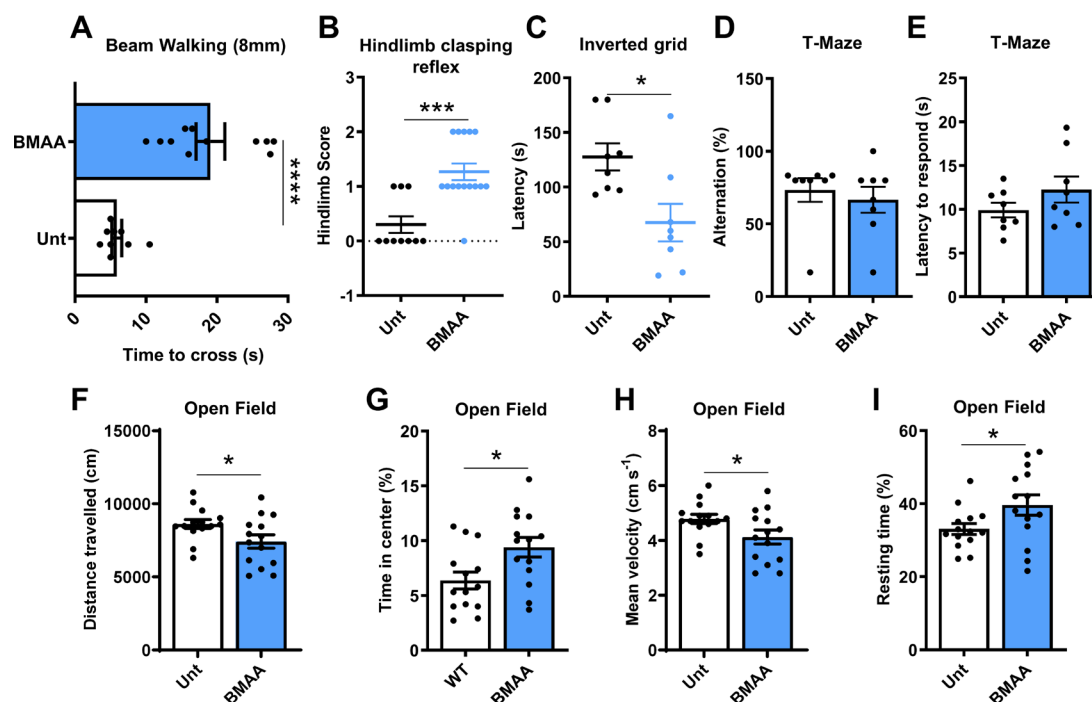 A
Beam Walking (8mm)
BMAA
Unt
****
0
10
20
30
Time to cross (s)
B
Hindlimb clasping
reflex
Hindlimb Score
3
2
1
0
-1
***
Unt
BMAA
C
Inverted grid
Latency (s)
200
150
100
50
0
*
Unt
BMAA
D
T-Maze
Alternation (%)
150
100
50
0
Unt
BMAA
E
T-Maze
Latency to respond (s)
25
20
15
10
5
0
Unt
BMAA
F
Open Field
Distance travelled (cm)
15000
10000
5000
0
*
Unt
BMAA
G
Open Field
Time in center (%)
20
15
10
5
0
*
WT
BMAA
H
Open Field
Mean velocity (cm s-1)
8
6
4
2
0
*
Unt
BMAA
I
Open Field
Resting time (%)
60
40
20
0
*
Unt
BMAA